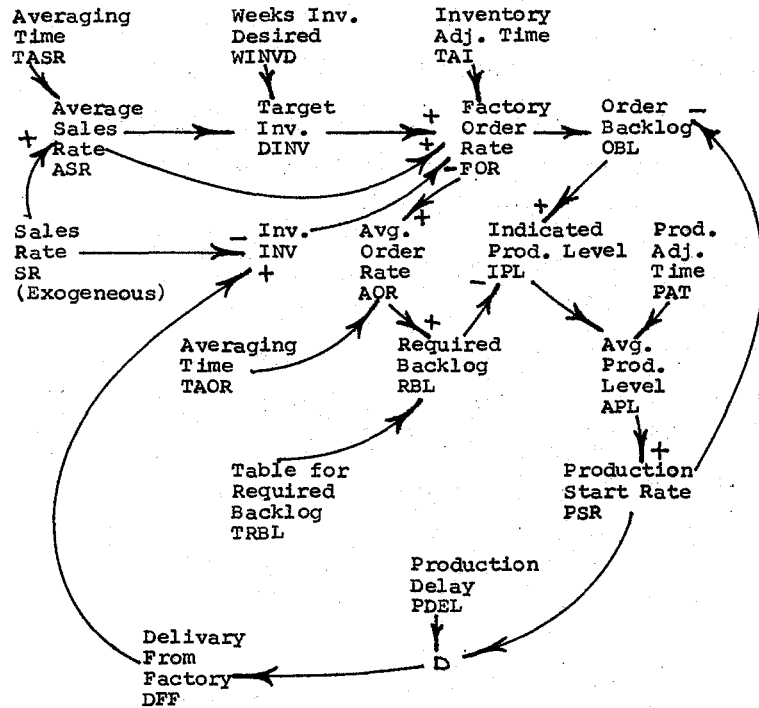 Averaging
Time
TASR
Weeks Inv.
Desired
WINVD
Inventory
Adj. Time
TAI
Average
Sales
Rate
ASR
+
Target
Inv.
DINV
+
+
-
Factory
Order
Rate
FOR
Order
Backlog
OBL
-
Sales
Rate
SR
(Exogeneous)
-
+
Inv.
INV
Avg.
Order
Rate
AOR
+
Indicated
Prod. Level
IPL
+
-
Prod.
Adj.
Time
PAT
Averaging
Time
TAOR
+
Required
Backlog
RBL
Avg.
Prod.
Level
APL
Table for
Required
Backlog
TRBL
+
Production
Start Rate
PSR
Production
Delay
PDEL
D
Delivary
From
Factory
DFF